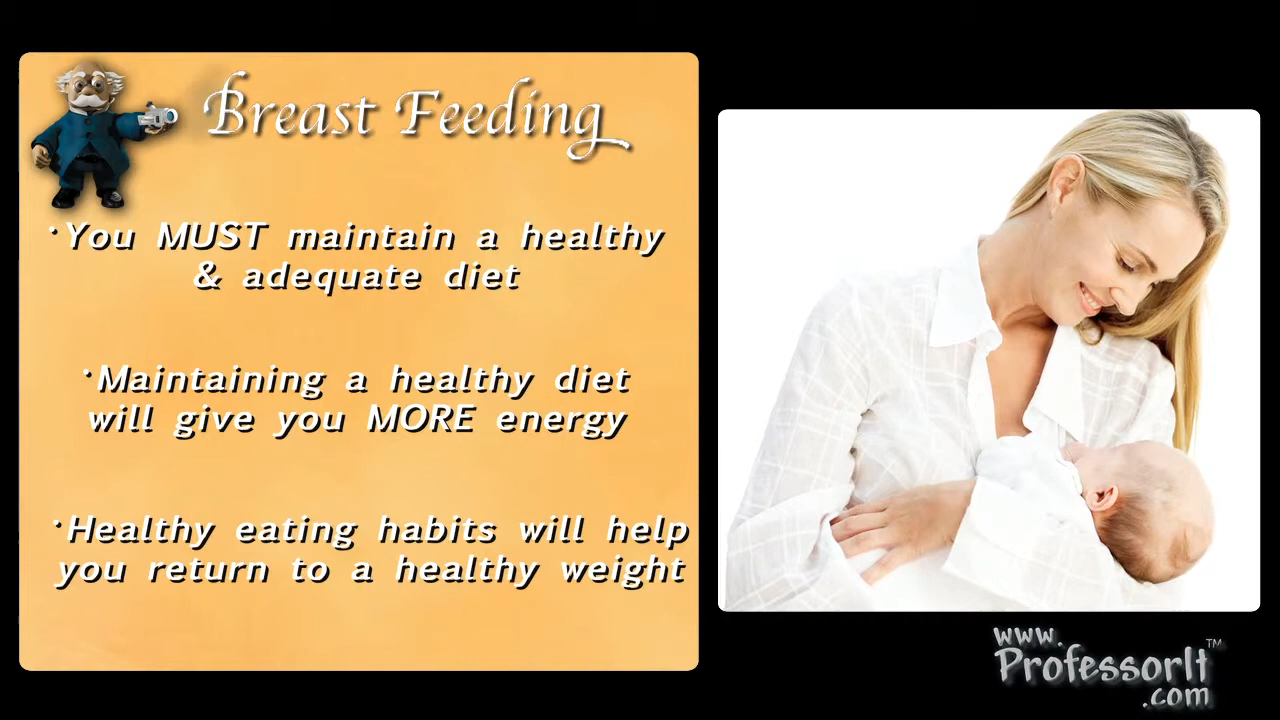 Breast Feeding
·You MUST maintain a healthy
& adequate diet
·Maintaining a healthy diet
will give you MORE energy
·Healthy eating habits will help
you return to a healthy weight
www.
ProfessorIt™
.com